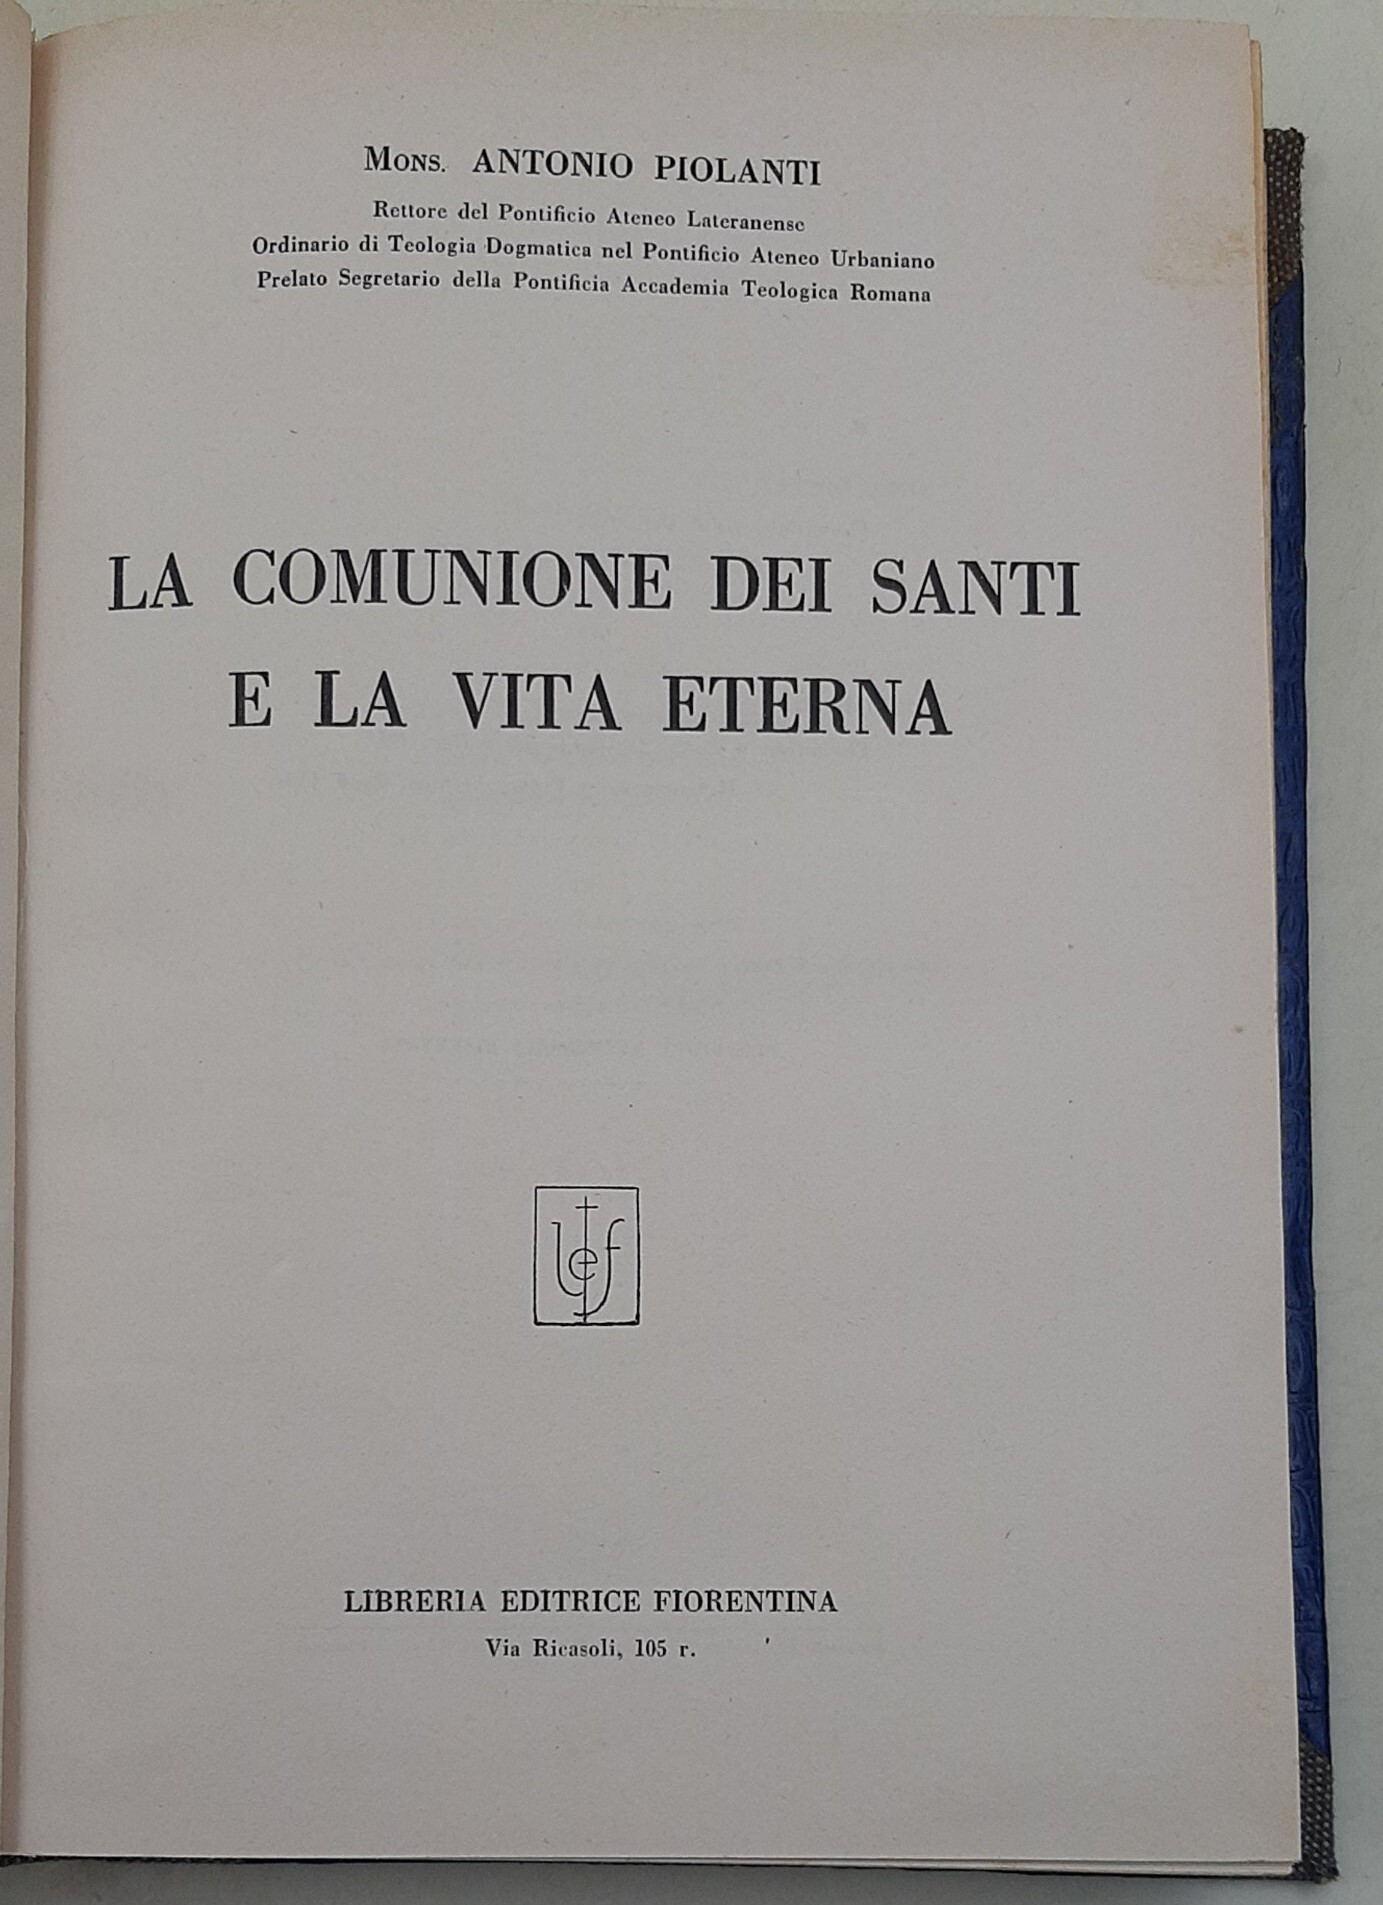 Mons. ANTONIO PIOLANTI
Rettore del Pontificio Ateneo Lateranense
Ordinario di Teologia Dogmatica nel Pontificio Ateneo Urbaniano
Prelato Segretario della Pontificia Accademia Teologica Romana
LA COMUNIONE DEI SANTI
E LA VITA ETERNA
lef
LIBRERIA EDITRICE FIORENTINA
Via Ricasoli, 105 r.